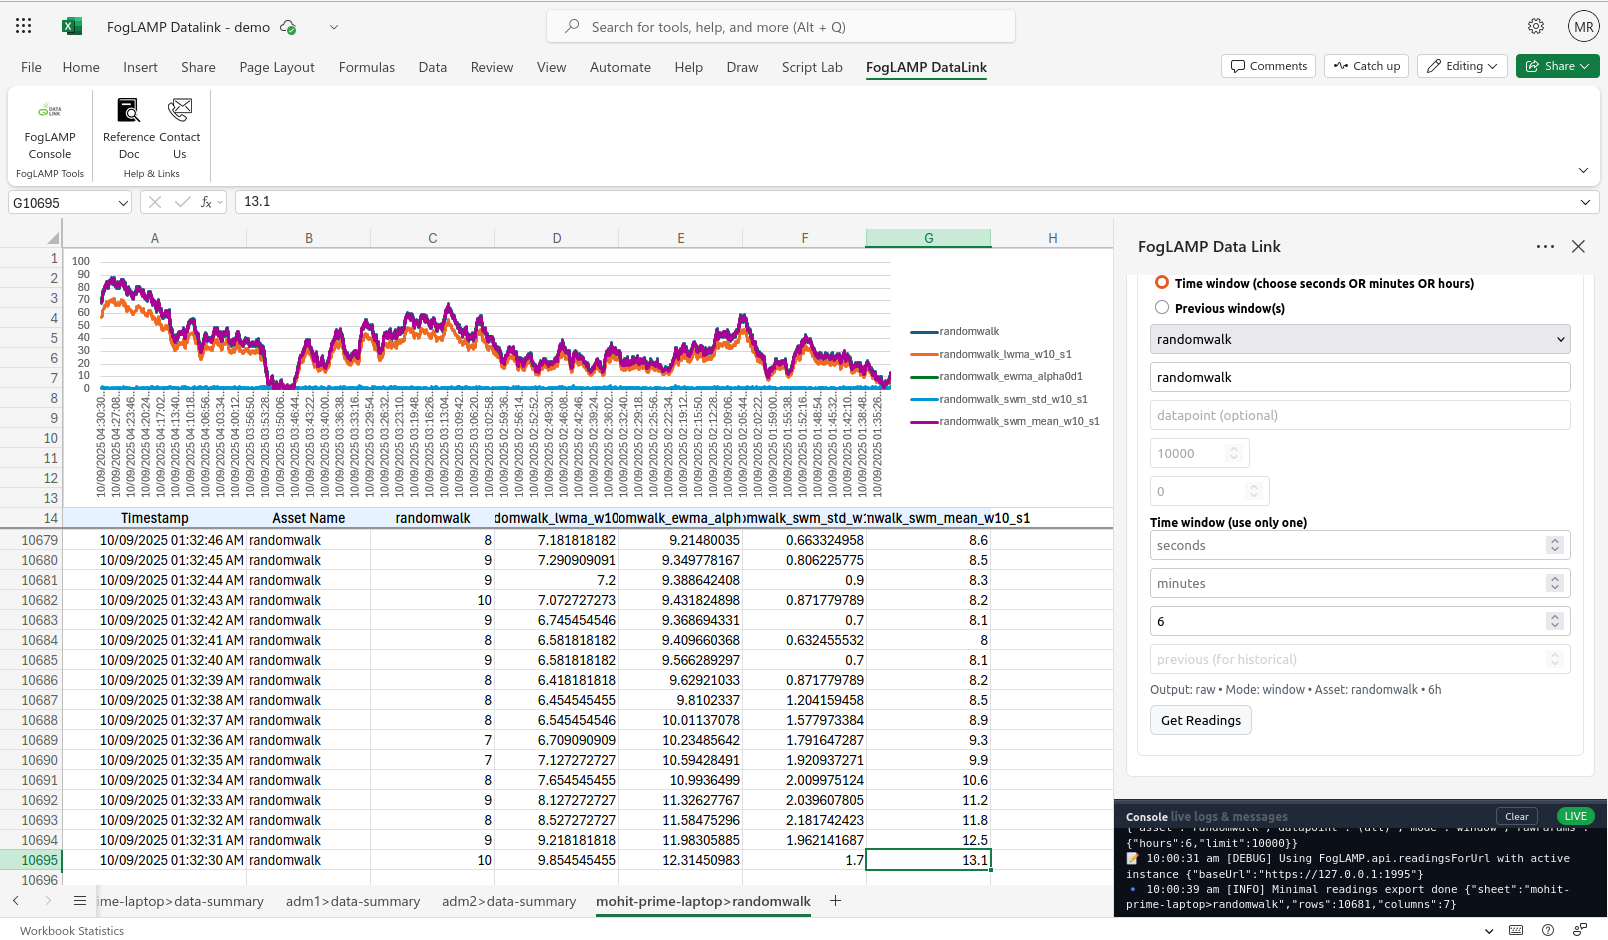 FogLAMP Datalink - demo
Search for tools, help, and more (Alt + Q)
MR
File Home Insert Share Page Layout Formulas Data Review View Automate Help Draw Script Lab FogLAMP DataLink
Comments Catch up Editing Share
DATA LINK
FogLAMP Console
Reference Doc
Contact Us
FogLAMP Tools
Help & Links
G10695
fx
13.1
A B C D E F G H
1
2
3
4
5
6
7
8
9
10
11
12
13
100
90
80
70
60
50
40
30
20
10
0
10/09/2025 04:30:30...
10/09/2025 04:27:08...
10/09/2025 04:23:46...
10/09/2025 04:20:24...
10/09/2025 04:17:02...
10/09/2025 04:13:40...
10/09/2025 04:10:18...
10/09/2025 04:06:56...
10/09/2025 04:03:34...
10/09/2025 04:00:12...
10/09/2025 03:56:50...
10/09/2025 03:53:28...
10/09/2025 03:50:06...
10/09/2025 03:46:44...
10/09/2025 03:43:22...
10/09/2025 03:40:00...
10/09/2025 03:36:38...
10/09/2025 03:33:16...
10/09/2025 03:29:54...
10/09/2025 03:26:32...
10/09/2025 03:23:10...
10/09/2025 03:19:48...
10/09/2025 03:16:26...
10/09/2025 03:13:04...
10/09/2025 03:09:42...
10/09/2025 03:06:20...
10/09/2025 03:02:58...
10/09/2025 02:59:36...
10/09/2025 02:56:14...
10/09/2025 02:52:52...
10/09/2025 02:49:30...
10/09/2025 02:46:08...
10/09/2025 02:42:46...
10/09/2025 02:39:24...
10/09/2025 02:36:02...
10/09/2025 02:32:40...
10/09/2025 02:29:18...
10/09/2025 02:25:56...
10/09/2025 02:22:34...
10/09/2025 02:19:12...
10/09/2025 02:15:50...
10/09/2025 02:12:28...
10/09/2025 02:09:06...
10/09/2025 02:05:44...
10/09/2025 02:02:22...
10/09/2025 01:59:00...
10/09/2025 01:55:38...
10/09/2025 01:52:16...
10/09/2025 01:48:54...
10/09/2025 01:45:32...
10/09/2025 01:42:10...
10/09/2025 01:38:48...
10/09/2025 01:35:26...
randomwalk
randomwalk_lwma_w10_s1
randomwalk_ewma_alpha0d1
randomwalk_swm_std_w10_s1
randomwalk_swm_mean_w10_s1
14 Timestamp Asset Name randomwalk domwalk_lwma_w10 omwalk_ewma_alph mwalk_swm_std_w nwalk_swm_mean_w10_s1
10679 10/09/2025 01:32:46 AM randomwalk 8 7.181818182 9.21480035 0.663324958 8.6
10680 10/09/2025 01:32:45 AM randomwalk 9 7.290909091 9.349778167 0.806225775 8.5
10681 10/09/2025 01:32:44 AM randomwalk 9 7.2 9.388642408 0.9 8.3
10682 10/09/2025 01:32:43 AM randomwalk 10 7.072727273 9.431824898 0.871779789 8.2
10683 10/09/2025 01:32:42 AM randomwalk 9 6.745454546 9.368694331 0.7 8.1
10684 10/09/2025 01:32:41 AM randomwalk 8 6.581818182 9.409660368 0.632455532 8
10685 10/09/2025 01:32:40 AM randomwalk 9 6.581818182 9.566289297 0.7 8.1
10686 10/09/2025 01:32:39 AM randomwalk 8 6.418181818 9.62921033 0.871779789 8.2
10687 10/09/2025 01:32:38 AM randomwalk 8 6.454545455 9.8102337 1.204159458 8.5
10688 10/09/2025 01:32:37 AM randomwalk 8 6.545454546 10.01137078 1.577973384 8.9
10689 10/09/2025 01:32:36 AM randomwalk 7 6.709090909 10.23485642 1.791647287 9.3
10690 10/09/2025 01:32:35 AM randomwalk 7 7.127272727 10.59428491 1.920937271 9.9
10691 10/09/2025 01:32:34 AM randomwalk 8 7.654545455 10.9936499 2.009975124 10.6
10692 10/09/2025 01:32:33 AM randomwalk 9 8.127272727 11.32627767 2.039607805 11.2
10693 10/09/2025 01:32:32 AM randomwalk 8 8.527272727 11.58475296 2.181742423 11.8
10694 10/09/2025 01:32:31 AM randomwalk 9 9.218181818 11.98305885 1.962141687 12.5
10695 10/09/2025 01:32:30 AM randomwalk 10 9.854545455 12.31450983 1.7 13.1
10696
me-laptop>data-summary adm1>data-summary adm2>data-summary mohit-prime-laptop>randomwalk
Workbook Statistics
FogLAMP Data Link
Time window (choose seconds OR minutes OR hours)
Previous window(s)
randomwalk
randomwalk
datapoint (optional)
10000
0
Time window (use only one)
seconds
minutes
6
previous (for historical)
Output: raw • Mode: window • Asset: randomwalk • 6h
Get Readings
Console live logs & messages Clear LIVE
{"asset":"randomwalk","datapoint":"(all)","mode":"window","rawParams":
{"hours":6,"limit":10000}}
10:00:31 am [DEBUG] Using FogLAMP.api.readingsForUrl with active
instance {"baseUrl":"https://127.0.0.1:1995"}
10:00:39 am [INFO] Minimal readings export done {"sheet":"mohit-
prime-laptop>randomwalk","rows":10681,"columns":7}